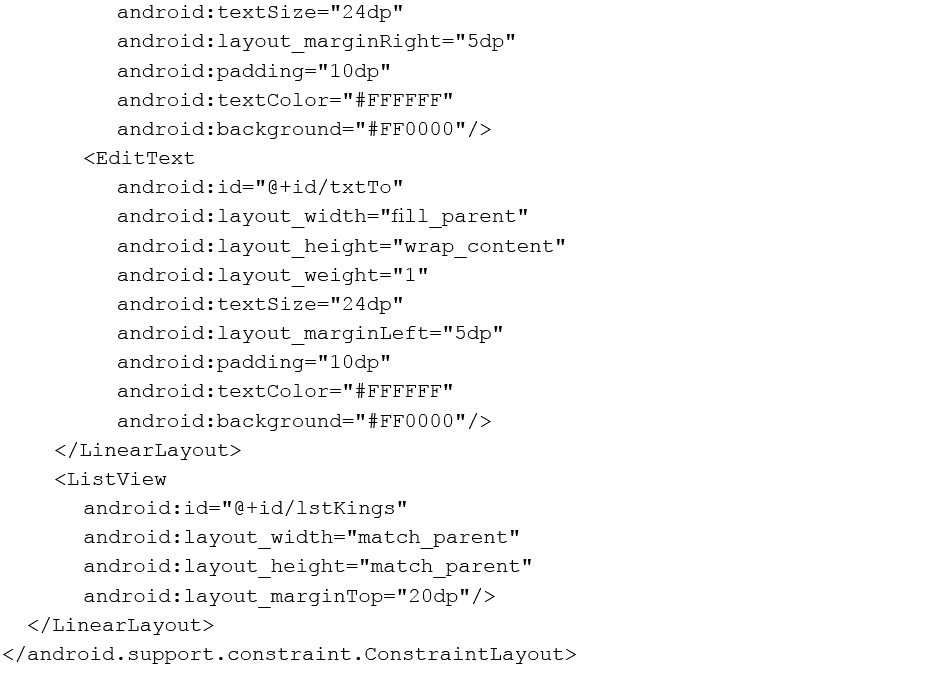 android:textSize="24dp"
android:layout_marginRight="5dp"
android:padding="10dp"
android:textColor="#FFFFFF"
android:background="#FF0000"/>
<EditText
android:id="@+id/txtTo"
android:layout_width="fill_parent"
android:layout_height="wrap_content"
android:layout_weight="1"
android:textSize="24dp"
android:layout_marginLeft="5dp"
android:padding="10dp"
android:textColor="#FFFFFF"
android:background="#FF0000"/>
</LinearLayout>
<ListView
android:id="@+id/lstKings"
android:layout_width="match_parent"
android:layout_height="match_parent"
android:layout_marginTop="20dp"/>
</LinearLayout>
</android.support.constraint.ConstraintLayout>